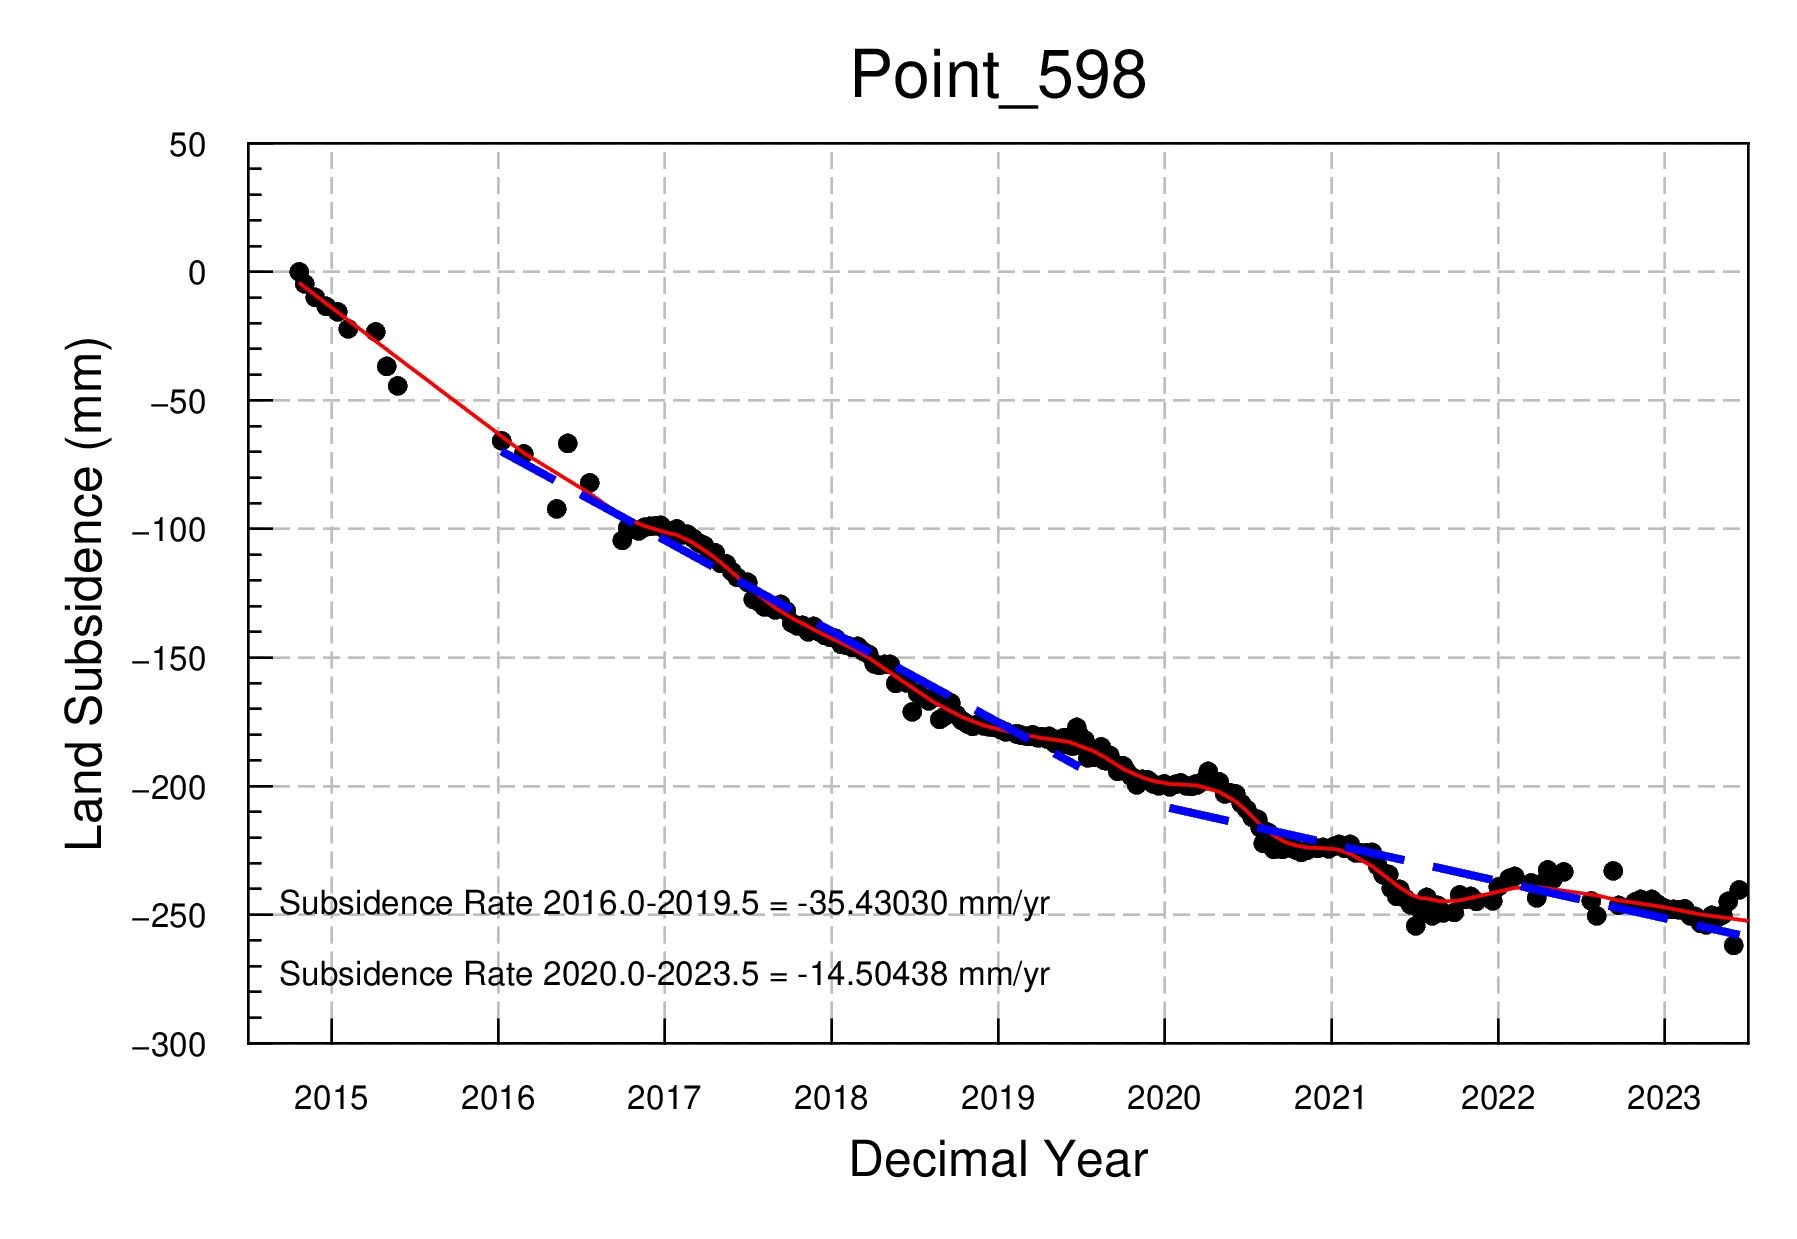 Point_598
50
0
−50
−100
−150
−200
−250
−300
Land Subsidence (mm)
Subsidence Rate 2016.0-2019.5 = -35.43030 mm/yr
Subsidence Rate 2020.0-2023.5 = -14.50438 mm/yr
2015 2016 2017 2018 2019 2020 2021 2022 2023
Decimal Year